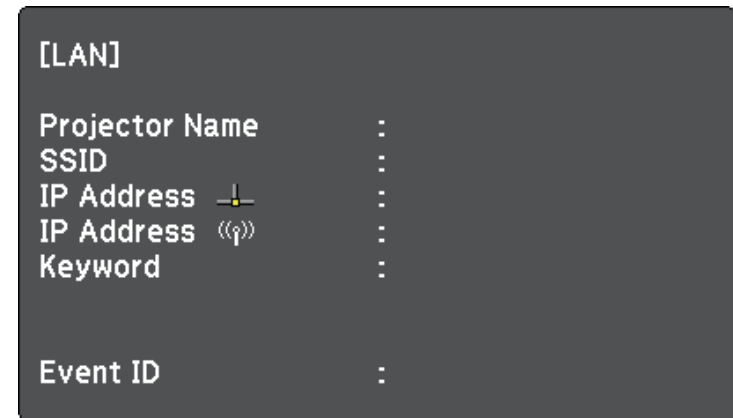 [LAN]
Projector Name :
SSID :
IP Address :
IP Address :
Keyword :
Event ID :